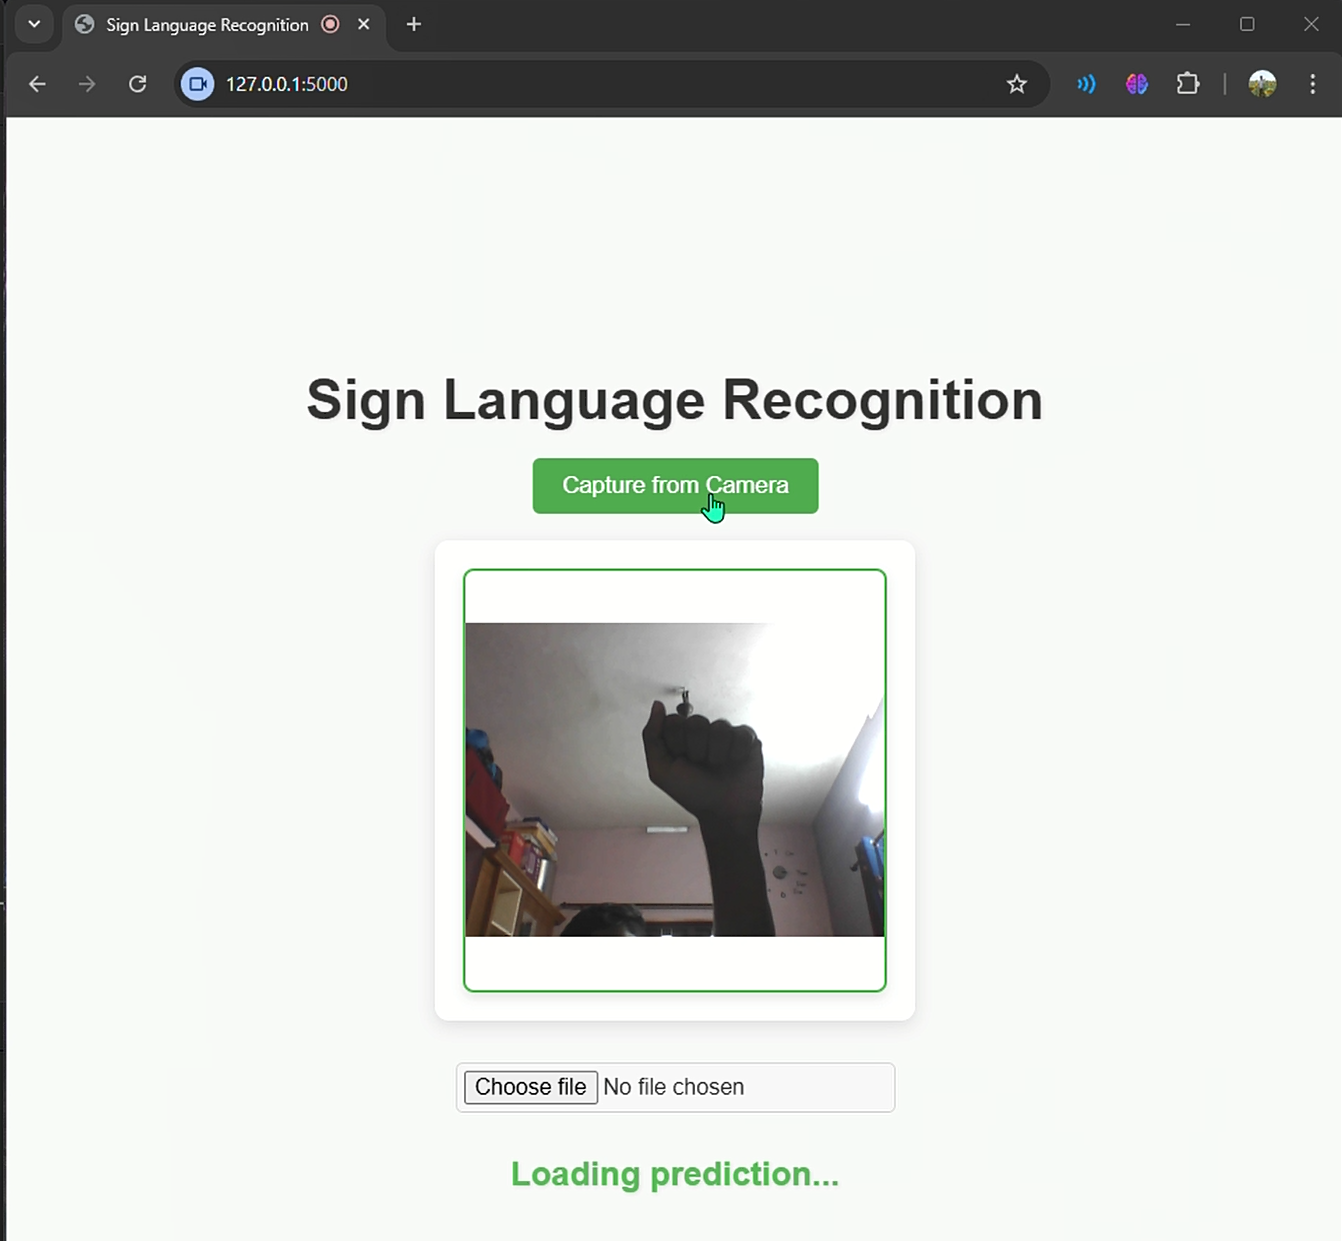 Sign Language Recognition
127.0.0.1:5000
Sign Language Recognition
Capture from Camera
Choose file No file chosen
Loading prediction...